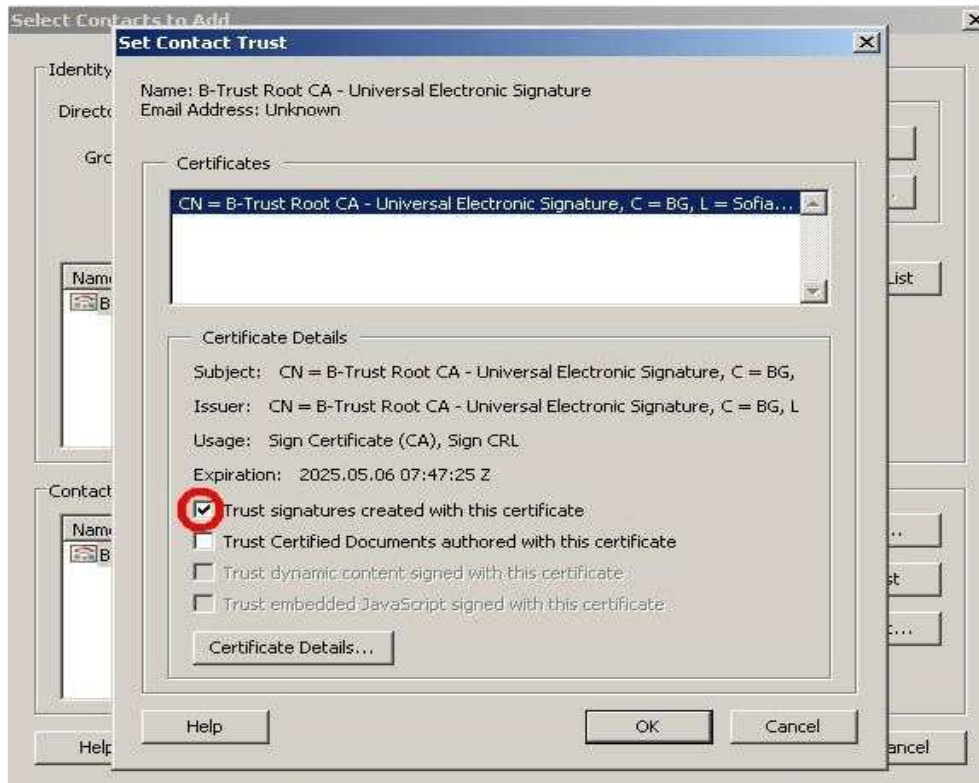 Select Contacts to Add
Set Contact Trust
Identity
Name: B-Trust Root CA - Universal Electronic Signature
Email Address: Unknown
Certificates
CN = B-Trust Root CA - Universal Electronic Signature, C = BG, L = Sofia...
List
Certificate Details
Subject: CN = B-Trust Root CA - Universal Electronic Signature, C = BG,
Issuer: CN = B-Trust Root CA - Universal Electronic Signature, C = BG, L
Usage: Sign Certificate (CA), Sign CRL
Expiration: 2025.05.06 07:47:25 Z
Contact
Trust signatures created with this certificate
Trust Certified Documents authored with this certificate
Trust dynamic content signed with this certificate
Trust embedded JavaScript signed with this certificate
Certificate Details...
Help
OK
Cancel
Help